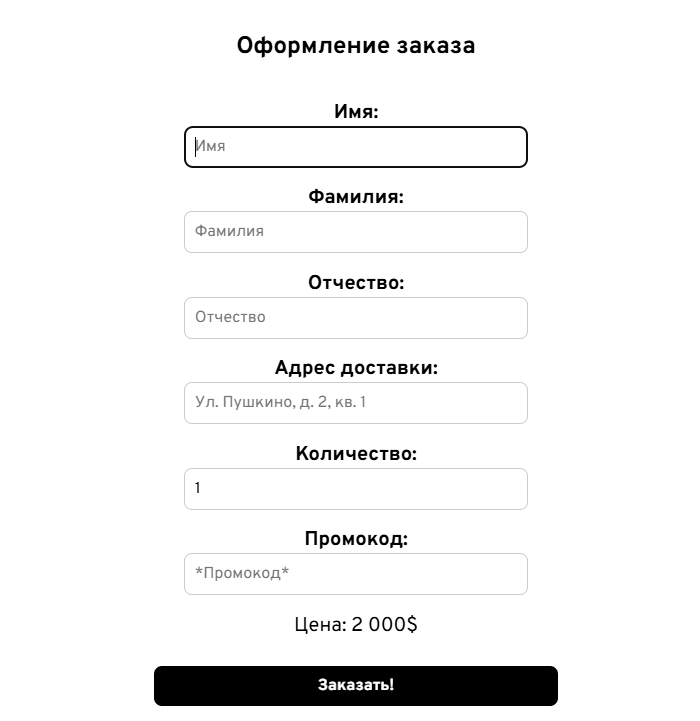 Оформление заказа
Имя:
Имя
Фамилия:
Фамилия
Отчество:
Отчество
Адрес доставки:
Ул. Пушкино, д. 2, кв. 1
Количество:
1
Промокод:
*Промокод*
Цена: 2 000$
Заказать!